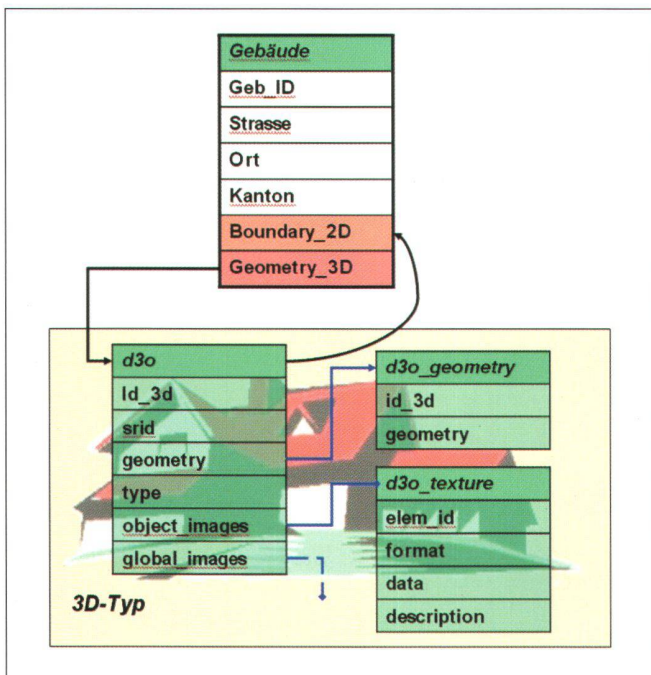 Gebäude
Geb_ID
Strasse
Ort
Kanton
Boundary_2D
Geometry_3D
d3o
Id_3d
srid
geometry
type
object_images
global_images
d3o_geometry
id_3d
geometry
d3o_texture
elem_id
format
data
description
3D-Typ